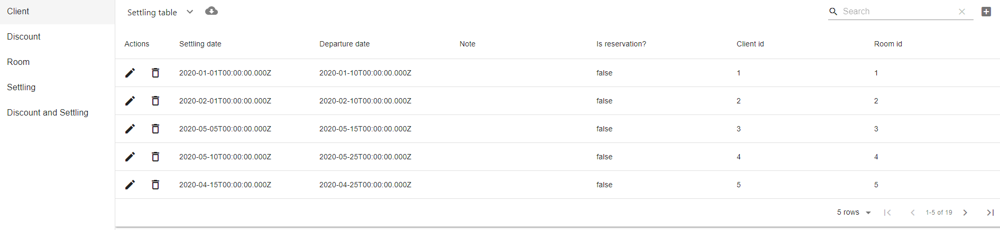 Client
Discount
Room
Settling
Discount and Settling
Settling table
Search
Actions Settling date Departure date Note Is reservation? Client id Room id
2020-01-01T00:00:00.000Z 2020-01-10T00:00:00.000Z false 1 1
2020-02-01T00:00:00.000Z 2020-02-10T00:00:00.000Z false 2 2
2020-05-05T00:00:00.000Z 2020-05-15T00:00:00.000Z false 3 3
2020-05-10T00:00:00.000Z 2020-05-25T00:00:00.000Z false 4 4
2020-04-15T00:00:00.000Z 2020-04-25T00:00:00.000Z false 5 5
5 rows 1-5 of 19